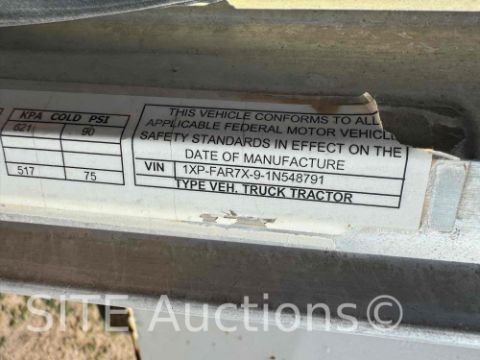 KPA COLD PSI
621 90
517 75
THIS VEHICLE CONFORMS TO ALL
APPLICABLE FEDERAL MOTOR VEHICLE
SAFETY STANDARDS IN EFFECT ON THE
DATE OF MANUFACTURE
VIN 1XP-FAR7X-9-1N548791
TYPE VEH. TRUCK TRACTOR
SITE Auctions©